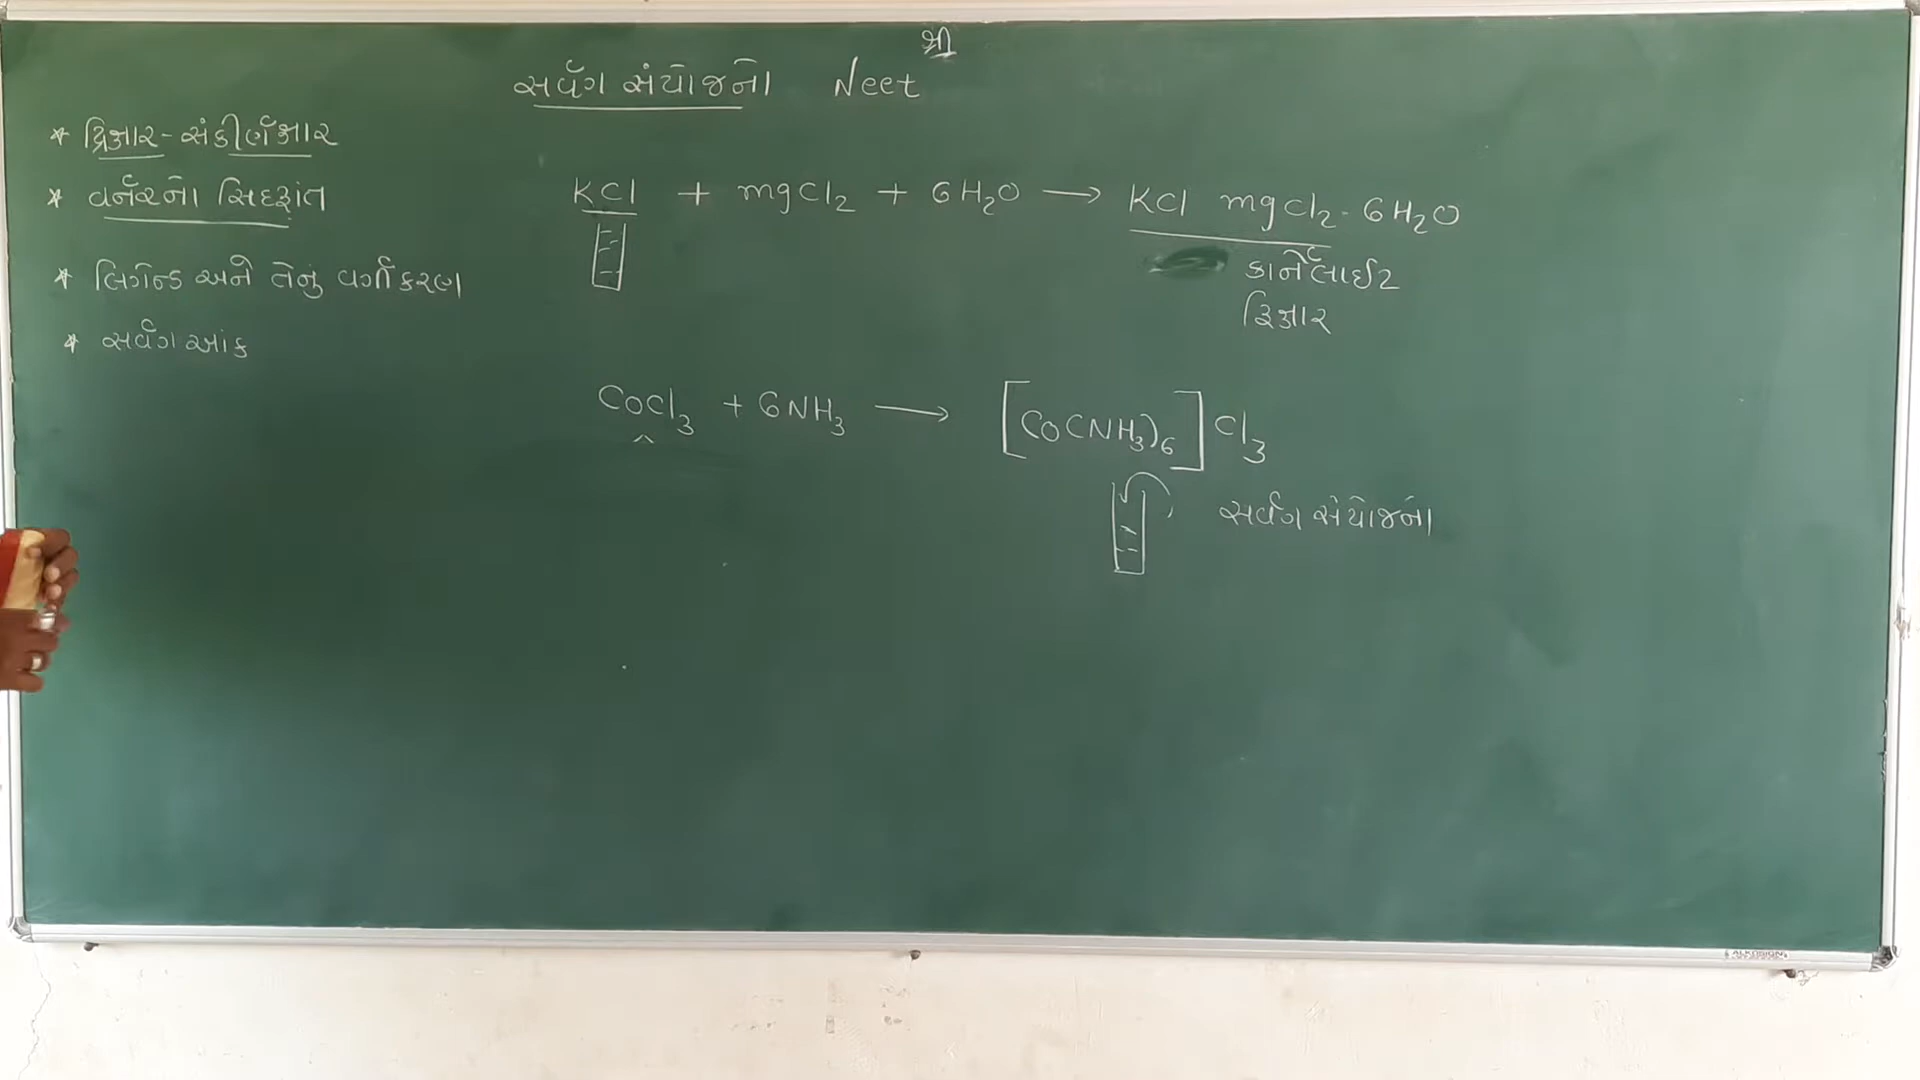 શ્રી
સર્વગ સંયોજનો Neet
* દ્વિક્ષાર - સંકીર્ણક્ષાર
* વર્નરનો સિદ્ધાંત
* લિગેન્ડ અને તેનું વર્ગીકરણ
* સર્વગ આંક
KCl + mgCl₂ + 6H₂O → KCl mgCl₂ · 6H₂O
કાર્નેલાઈટ
દ્વિક્ષાર
CoCl₃ + 6NH₃ → [Co(NH₃)₆]Cl₃
સર્વગ સંયોજનો